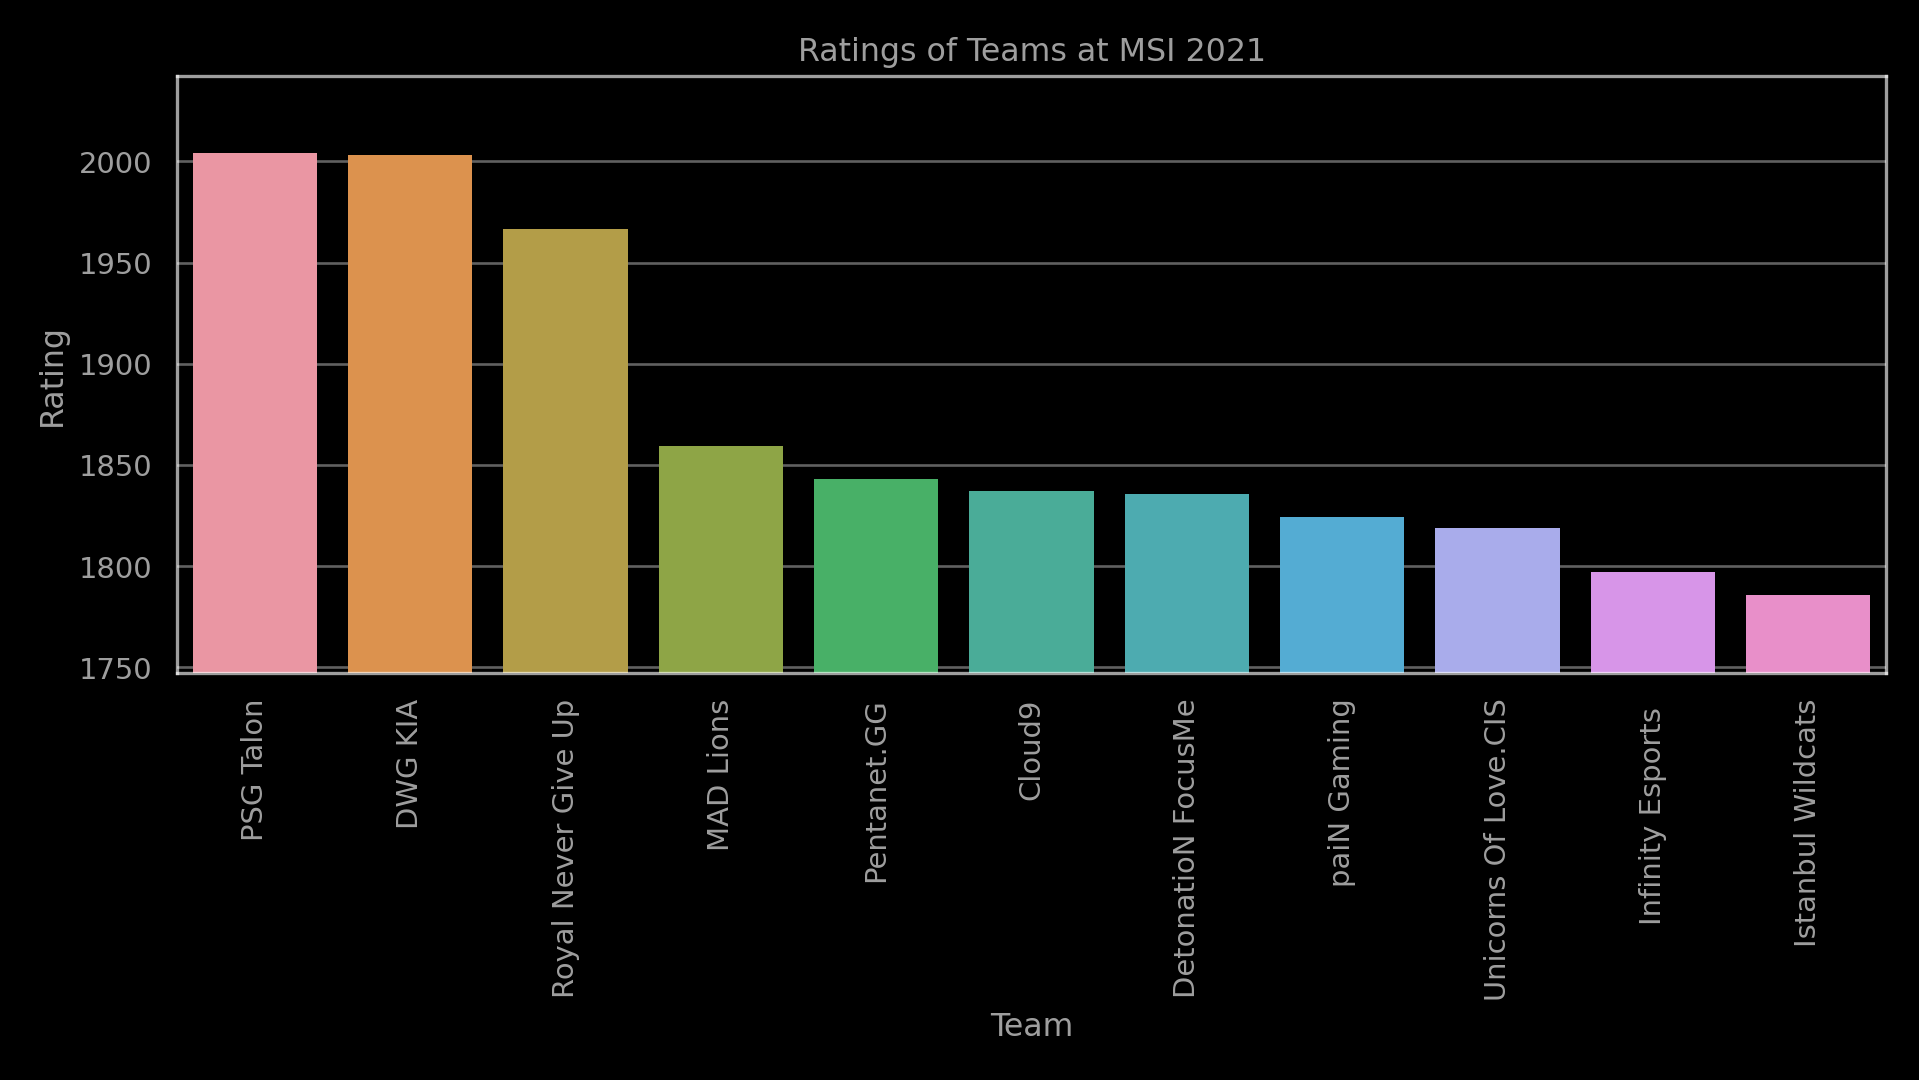 Ratings of Teams at MSI 2021
Rating
2000
1950
1900
1850
1800
1750
PSG Talon
DWG KIA
Royal Never Give Up
MAD Lions
Pentanet.GG
Cloud9
DetonatioN FocusMe
paiN Gaming
Unicorns Of Love.CIS
Infinity Esports
Istanbul Wildcats
Team